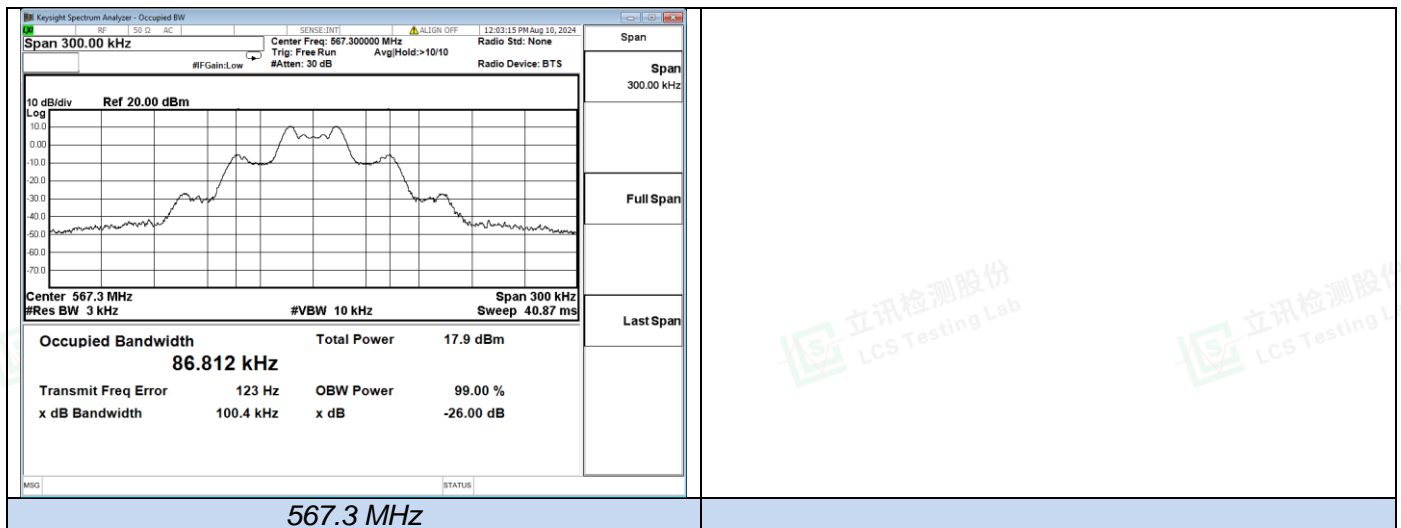 Keysight Spectrum Analyzer - Occupied BW
RF 50 Ω AC SENSE:INT ALIGN OFF 12:03:15 PM Aug 10, 2024
Span 300.00 kHz
Center Freq: 567.300000 MHz Radio Std: None
Trig: Free Run Avg|Hold:>10/10
#IFGain:Low #Atten: 30 dB Radio Device: BTS
10 dB/div Ref 20.00 dBm
Log
10.0
0.00
-10.0
-20.0
-30.0
-40.0
-50.0
-60.0
-70.0
Center 567.3 MHz Span 300 kHz
#Res BW 3 kHz #VBW 10 kHz Sweep 40.87 ms
Occupied Bandwidth Total Power 17.9 dBm
86.812 kHz
Transmit Freq Error 123 Hz OBW Power 99.00 %
x dB Bandwidth 100.4 kHz x dB -26.00 dB
MSG STATUS
Span
Span
300.00 kHz
Full Span
Last Span
567.3 MHz
立讯检测股份
LCS Testing Lab
立讯检测股份
LCS Testing L